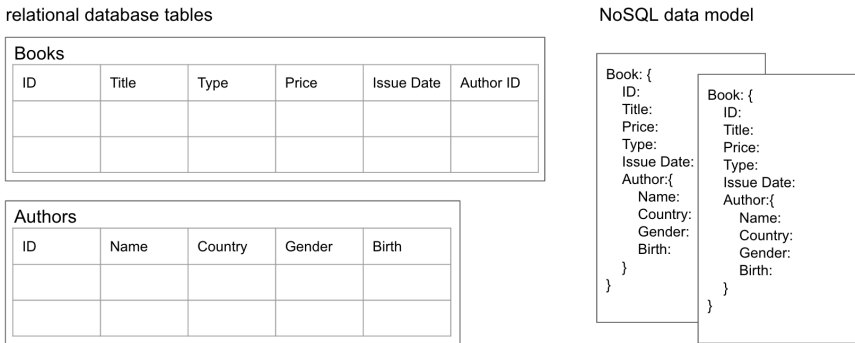 relational database tables
Books
ID Title Type Price Issue Date Author ID
Authors
ID Name Country Gender Birth
NoSQL data model
Book: {
ID:
Title:
Price:
Type:
Issue Date:
Author:{
Name:
Country:
Gender:
Birth:
}
}
Book: {
ID:
Title:
Price:
Type:
Issue Date:
Author:{
Name:
Country:
Gender:
Birth:
}
}